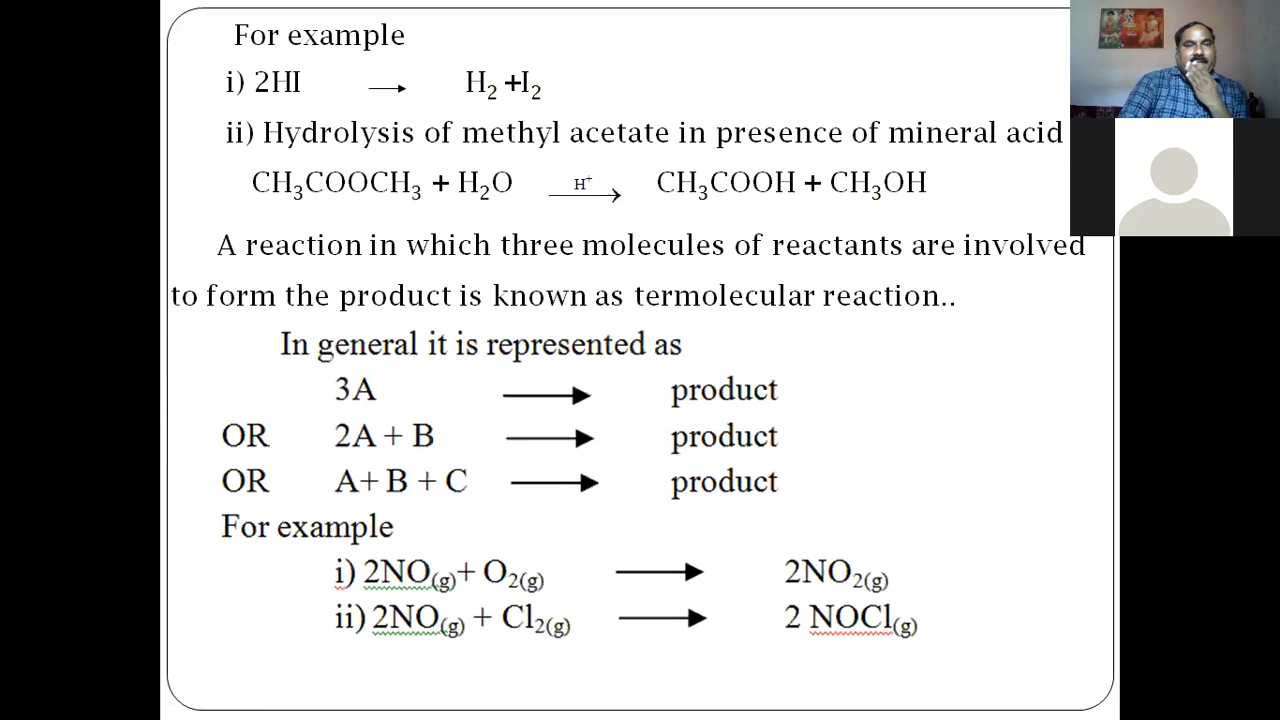 For example
i) 2HI → H₂ +I₂
ii) Hydrolysis of methyl acetate in presence of mineral acid
CH₃COOCH₃ + H₂O —H⁺→ CH₃COOH + CH₃OH
A reaction in which three molecules of reactants are involved
to form the product is known as termolecular reaction..
In general it is represented as
3A → product
OR 2A + B → product
OR A+ B + C → product
For example
i) 2NO(g)+ O₂(g) → 2NO₂(g)
ii) 2NO(g) + Cl₂(g) → 2 NOCl(g)